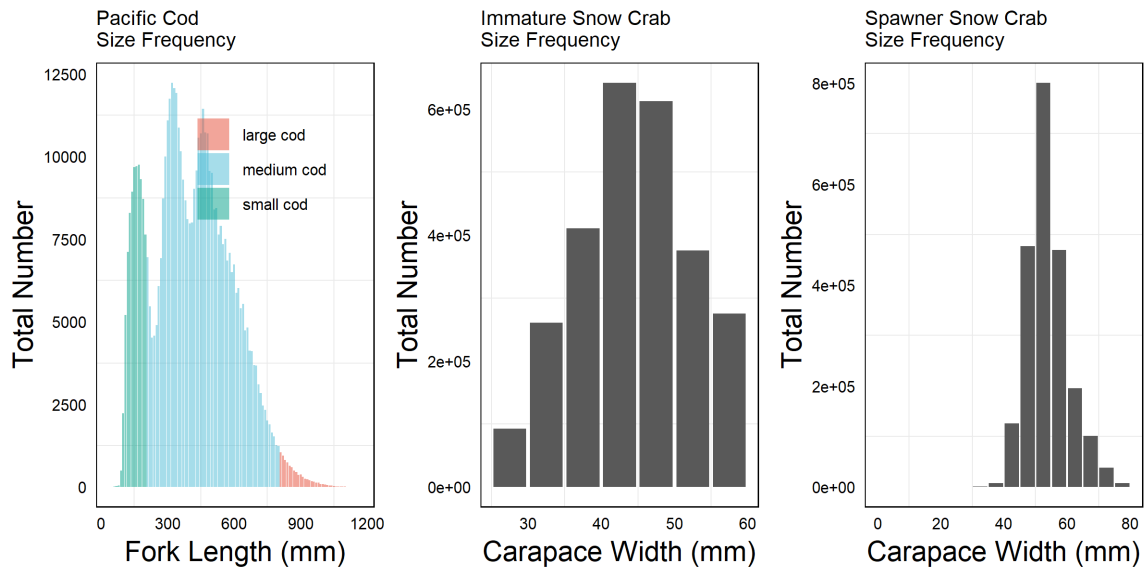 Pacific Cod
Size Frequency
Total Number
12500
10000
7500
5000
2500
0
large cod
medium cod
small cod
0 300 600 900 1200
Fork Length (mm)
Immature Snow Crab
Size Frequency
Total Number
6e+05
4e+05
2e+05
0e+00
30 40 50 60
Carapace Width (mm)
Spawner Snow Crab
Size Frequency
Total Number
8e+05
6e+05
4e+05
2e+05
0e+00
0 20 40 60 80
Carapace Width (mm)